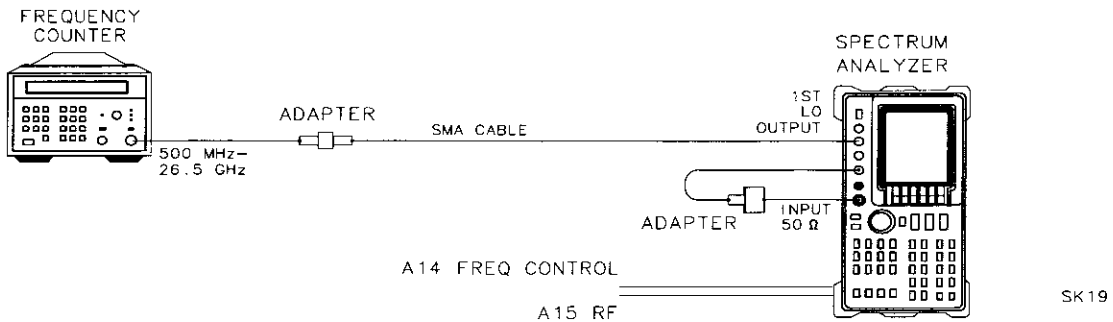 FREQUENCY
COUNTER
SPECTRUM
ANALYZER
ADAPTER
SMA CABLE
1ST
LO
OUTPUT
500 MHz–
26.5 GHz
ADAPTER
INPUT
50 Ω
A14 FREQ CONTROL
A15 RF
SK19